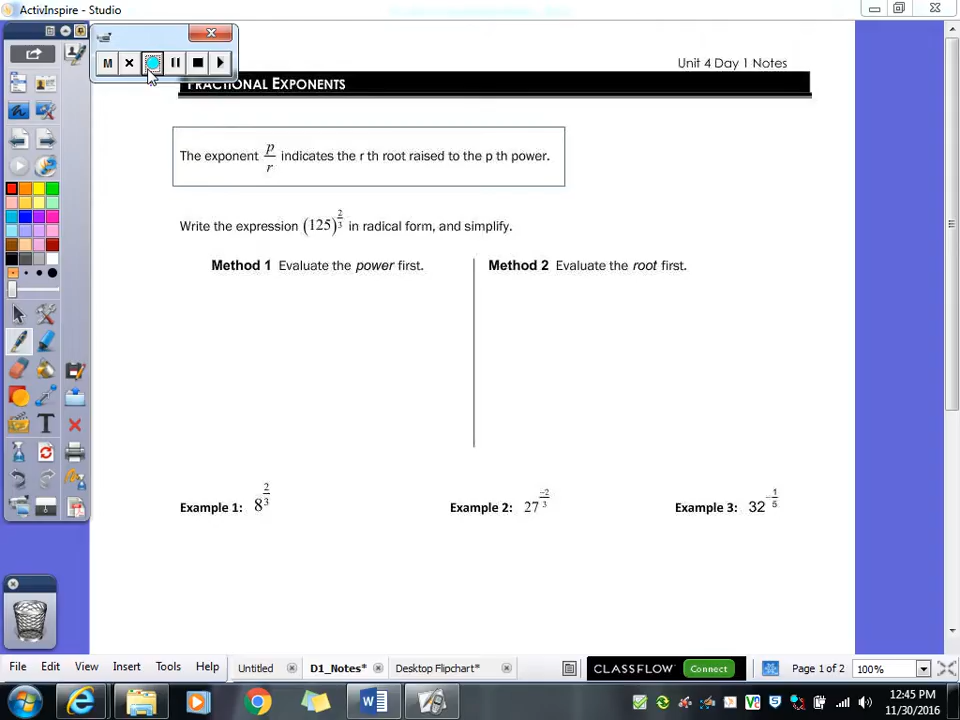 ActivInspire - Studio
M
Unit 4 Day 1 Notes
FRACTIONAL EXPONENTS
The exponent p/r indicates the r th root raised to the p th power.
Write the expression (125)^(2/3) in radical form, and simplify.
Method 1 Evaluate the power first.
Method 2 Evaluate the root first.
Example 1: 8^(2/3)
Example 2: 27^(-2/3)
Example 3: 32^(-1/5)
File Edit View Insert Tools Help
Untitled
D1_Notes*
Desktop Flipchart*
CLASSFLOW Connect
Page 1 of 2
100%
12:45 PM
11/30/2016